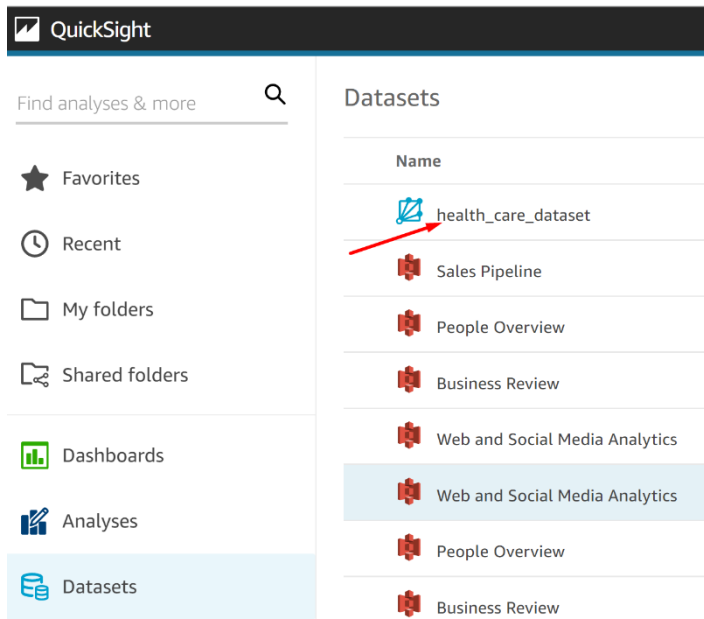 QuickSight
Find analyses & more
Favorites
Recent
My folders
Shared folders
Dashboards
Analyses
Datasets
Datasets
Name
health_care_dataset
Sales Pipeline
People Overview
Business Review
Web and Social Media Analytics
Web and Social Media Analytics
People Overview
Business Review